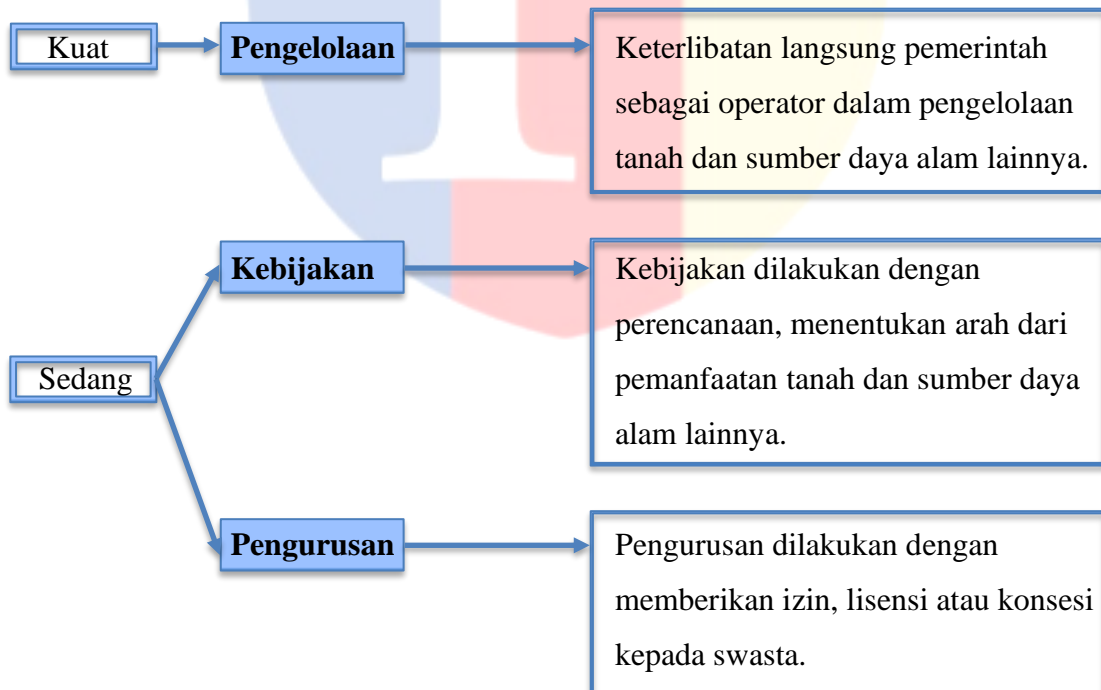 Kuat
Pengelolaan
Keterlibatan langsung pemerintah
sebagai operator dalam pengelolaan
tanah dan sumber daya alam lainnya.
Sedang
Kebijakan
Kebijakan dilakukan dengan
perencanaan, menentukan arah dari
pemanfaatan tanah dan sumber daya
alam lainnya.
Pengurusan
Pengurusan dilakukan dengan
memberikan izin, lisensi atau konsesi
kepada swasta.